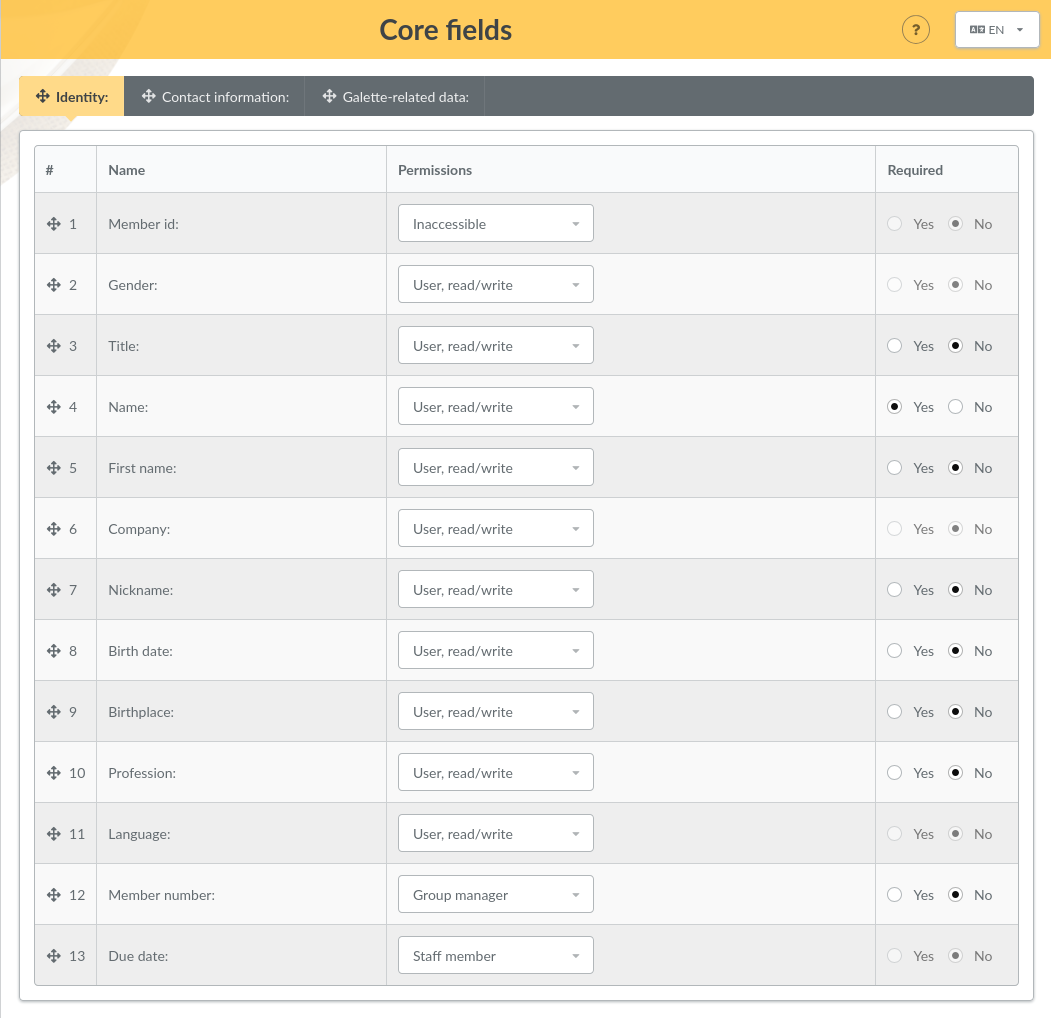 Core fields
?
EN
Identity:
Contact information:
Galette-related data:
# Name Permissions Required
1 Member id: Inaccessible Yes No
2 Gender: User, read/write Yes No
3 Title: User, read/write Yes No
4 Name: User, read/write Yes No
5 First name: User, read/write Yes No
6 Company: User, read/write Yes No
7 Nickname: User, read/write Yes No
8 Birth date: User, read/write Yes No
9 Birthplace: User, read/write Yes No
10 Profession: User, read/write Yes No
11 Language: User, read/write Yes No
12 Member number: Group manager Yes No
13 Due date: Staff member Yes No